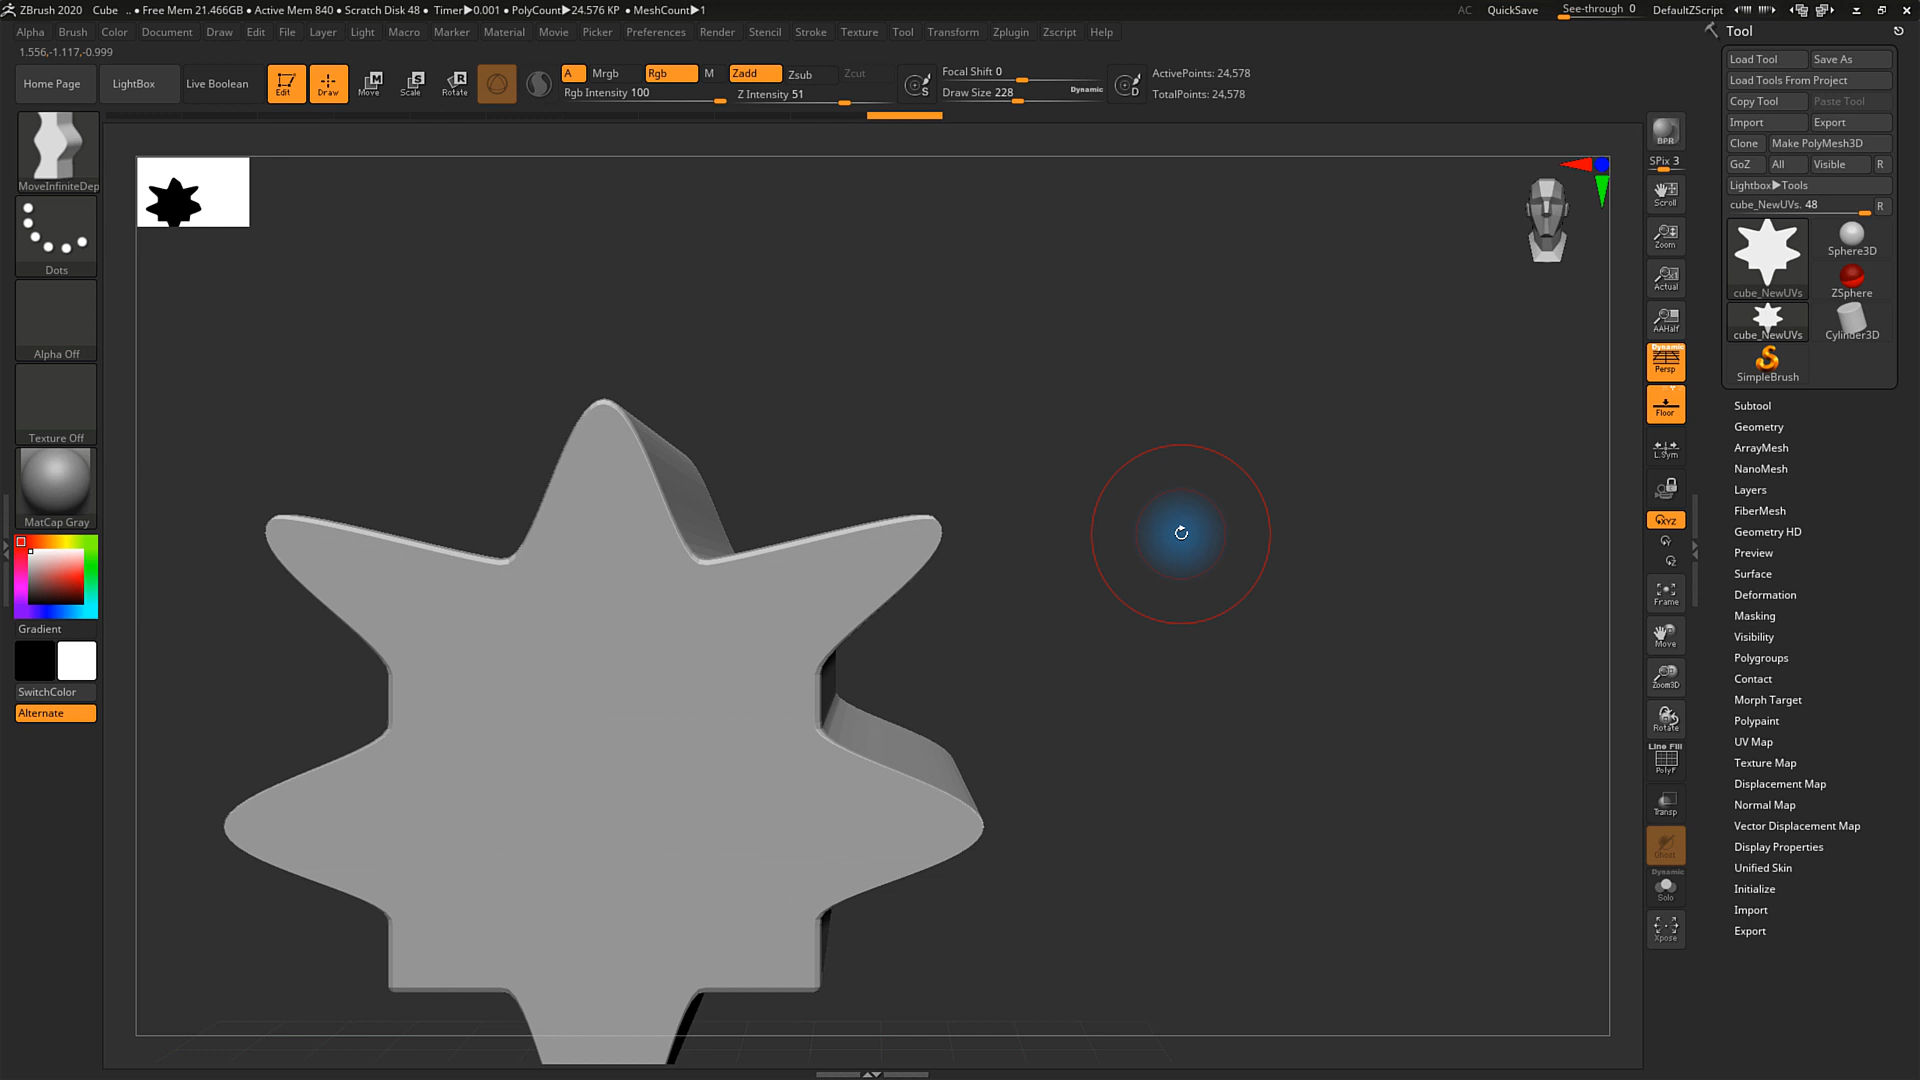 ZBrush 2020 Cube .. • Free Mem 21.466GB • Active Mem 840 • Scratch Disk 48 • Timer▶0.001 • PolyCount▶24.576 KP • MeshCount▶1 AC QuickSave See-through 0 DefaultZScript
Alpha Brush Color Document Draw Edit File Layer Light Macro Marker Material Movie Picker Preferences Render Stencil Stroke Texture Tool Transform Zplugin Zscript Help
1.556,-1.117,-0.999
Home Page LightBox Live Boolean Edit Draw Move Scale Rotate
A Mrgb Rgb M Zadd Zsub Zcut
Rgb Intensity 100 Z Intensity 51
Focal Shift 0
Draw Size 228 Dynamic
ActivePoints: 24,578
TotalPoints: 24,578
MoveInfiniteDep
Dots
Alpha Off
Texture Off
MatCap Gray
Gradient
SwitchColor
Alternate
BPR
SPix 3
Scroll
Zoom
Actual
AAHalf
Dynamic
Persp
Floor
L.Sym
XYZ
Frame
Move
Zoom3D
Rotate
Line Fill
PolyF
Transp
Ghost
Dynamic
Solo
Xpose
Tool
Load Tool Save As
Load Tools From Project
Copy Tool Paste Tool
Import Export
Clone Make PolyMesh3D
GoZ All Visible R
Lightbox▶Tools
cube_NewUVs. 48 R
cube_NewUVs Sphere3D
ZSphere
cube_NewUVs Cylinder3D
SimpleBrush
Subtool
Geometry
ArrayMesh
NanoMesh
Layers
FiberMesh
Geometry HD
Preview
Surface
Deformation
Masking
Visibility
Polygroups
Contact
Morph Target
Polypaint
UV Map
Texture Map
Displacement Map
Normal Map
Vector Displacement Map
Display Properties
Unified Skin
Initialize
Import
Export